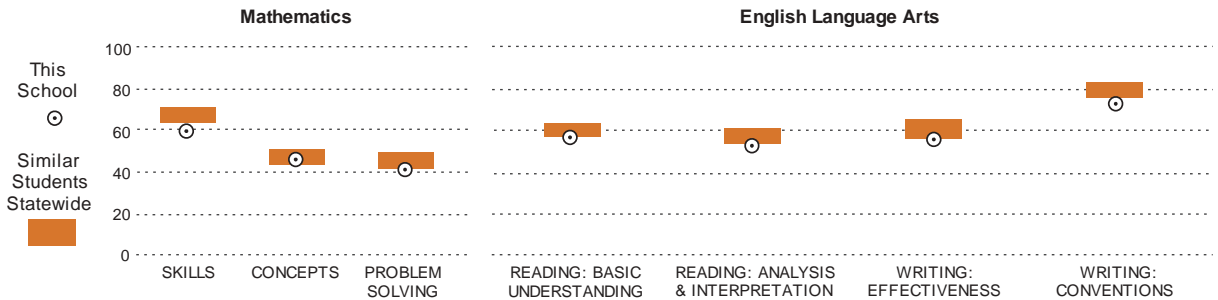 Mathematics
English Language Arts
This
School
Similar
Students
Statewide
100
80
60
40
20
0
SKILLS
CONCEPTS
PROBLEM
SOLVING
READING: BASIC
UNDERSTANDING
READING: ANALYSIS
& INTERPRETATION
WRITING:
EFFECTIVENESS
WRITING:
CONVENTIONS